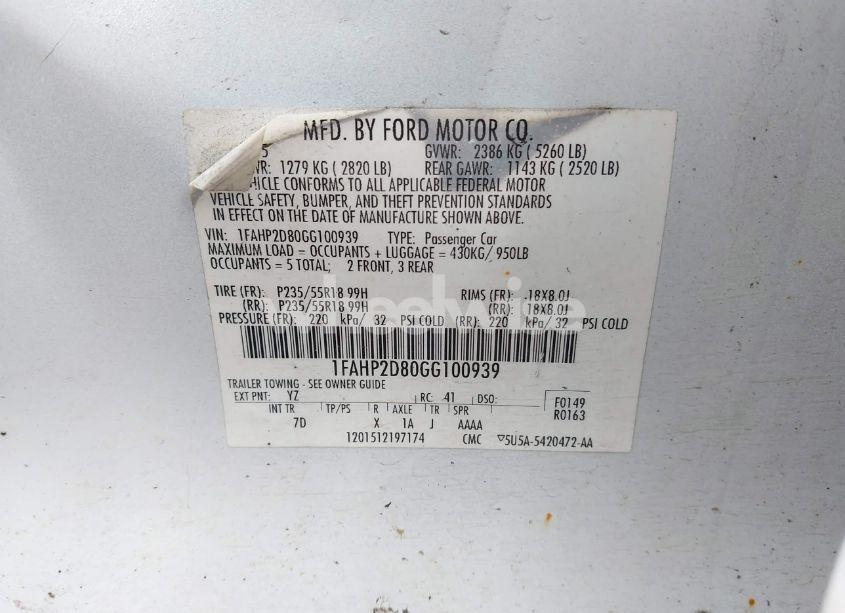 MFD. BY FORD MOTOR CO.
5 GVWR: 2386 KG ( 5260 LB)
WR: 1279 KG ( 2820 LB) REAR GAWR: 1143 KG ( 2520 LB)
HICLE CONFORMS TO ALL APPLICABLE FEDERAL MOTOR
VEHICLE SAFETY, BUMPER, AND THEFT PREVENTION STANDARDS
IN EFFECT ON THE DATE OF MANUFACTURE SHOWN ABOVE.
VIN: 1FAHP2D80GG100939 TYPE: Passenger Car
MAXIMUM LOAD = OCCUPANTS + LUGGAGE = 430KG/ 950LB
OCCUPANTS = 5 TOTAL; 2 FRONT, 3 REAR
TIRE (FR): P235/55R18 99H RIMS (FR): 18X8.0J
(RR): P235/55R18 99H (RR): 18X8.0J
PRESSURE (FR): 220 kPa/ 32 PSI COLD (RR): 220 kPa/ 32 PSI COLD
1FAHP2D80GG100939
TRAILER TOWING - SEE OWNER GUIDE
EXT PNT: YZ RC: 41 DSO: F0149
INT TR TP/PS R AXLE TR SPR R0163
7D X 1A J AAAA
1201512197174 CMC ▽5U5A-5420472-AA